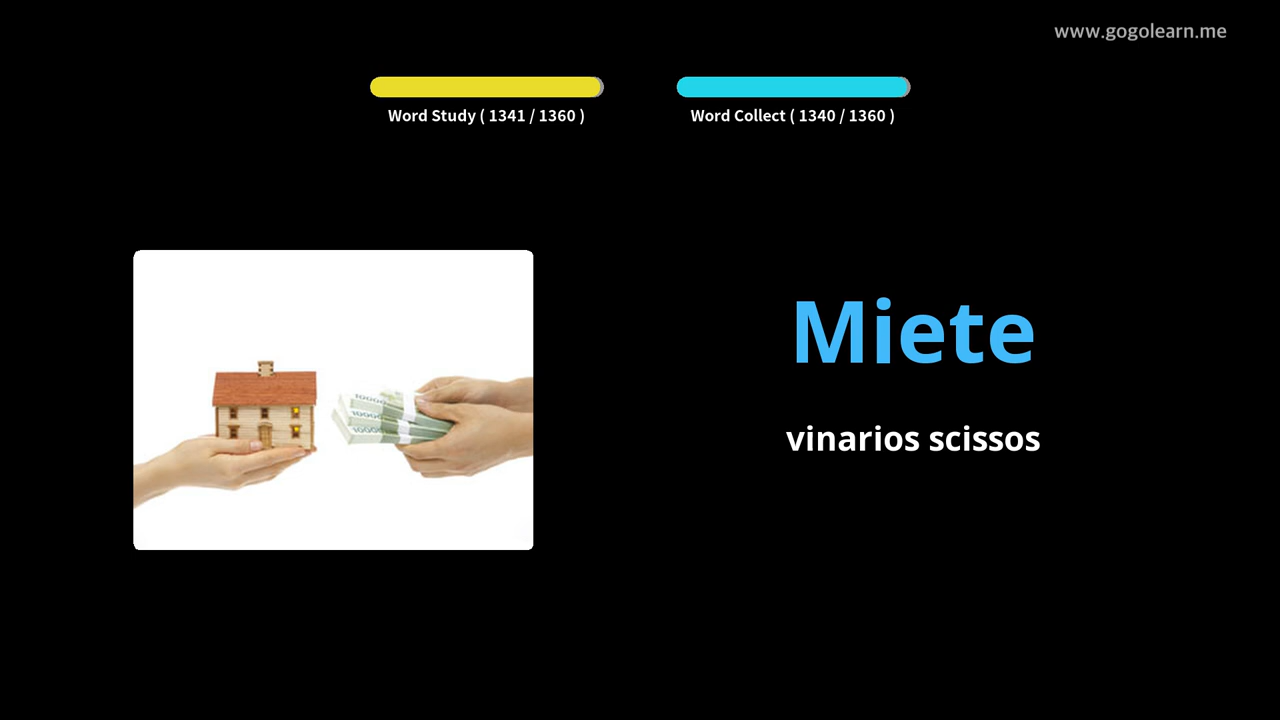 www.gogolearn.me
Word Study ( 1341 / 1360 )
Word Collect ( 1340 / 1360 )
Miete
vinarios scissos